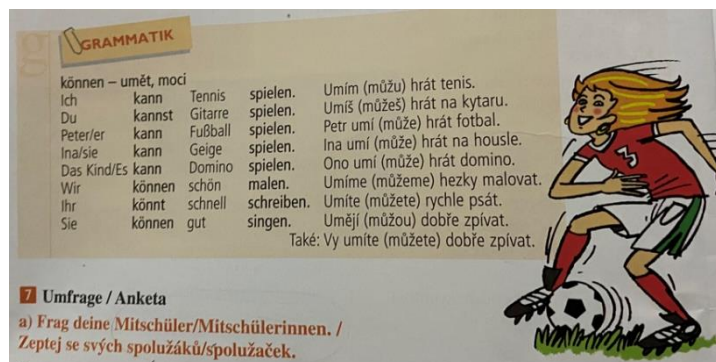 GRAMMATIK
können – umět, moci
Ich kann Tennis spielen. Umím (můžu) hrát tenis.
Du kannst Gitarre spielen. Umíš (můžeš) hrát na kytaru.
Peter/er kann Fußball spielen. Petr umí (může) hrát fotbal.
Ina/sie kann Geige spielen. Ina umí (může) hrát na housle.
Das Kind/Es kann Domino spielen. Ono umí (může) hrát domino.
Wir können schön malen. Umíme (můžeme) hezky malovat.
Ihr könnt schnell schreiben. Umíte (můžete) rychle psát.
Sie können gut singen. Umějí (můžou) dobře zpívat.
Také: Vy umíte (můžete) dobře zpívat.
3
7 Umfrage / Anketa
a) Frag deine Mitschüler/Mitschülerinnen. /
Zeptej se svých spolužáků/spolužaček.